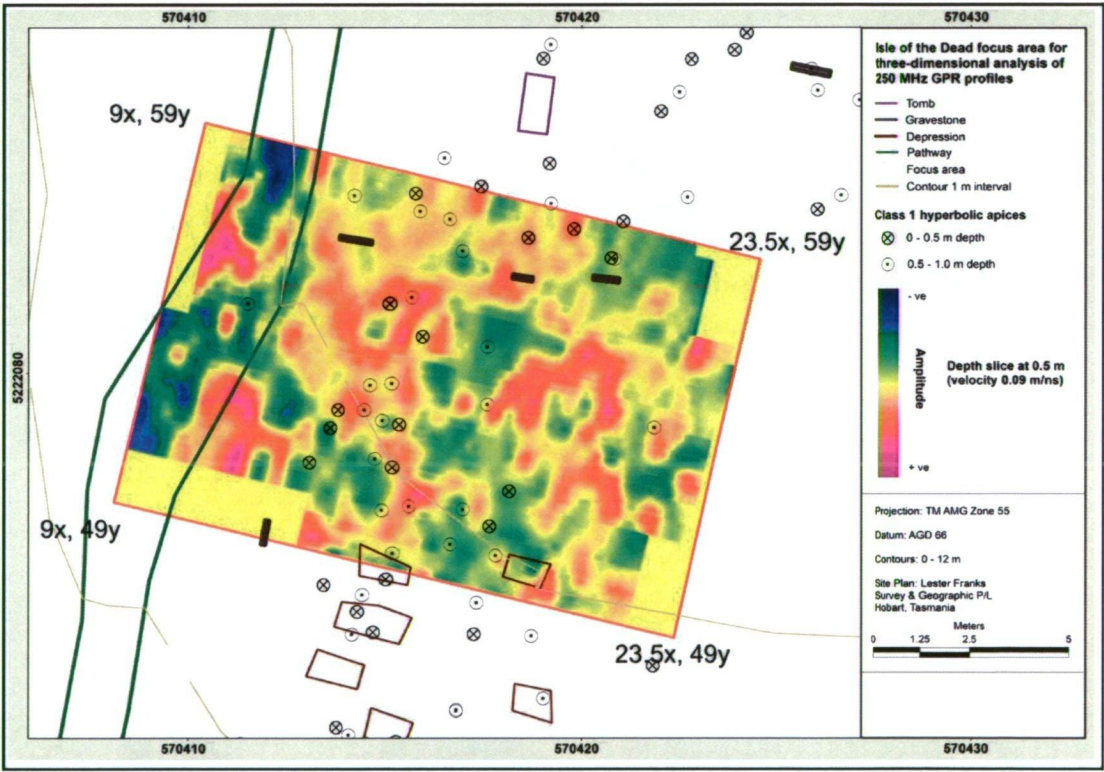 570410
570420
570430
9x, 59y
23.5x, 59y
5222080
9x, 49y
23.5x, 49y
570410
570420
570430
Isle of the Dead focus area for
three-dimensional analysis of
250 MHz GPR profiles
Tomb
Gravestone
Depression
Pathway
Focus area
Contour 1 m interval
Class 1 hyperbolic apices
0 - 0.5 m depth
0.5 - 1.0 m depth
- ve
Amplitude
+ ve
Depth slice at 0.5 m
(velocity 0.09 m/ns)
Projection: TM AMG Zone 55
Datum: AGD 66
Contours: 0 - 12 m
Site Plan: Lester Franks
Survey & Geographic P/L
Hobart, Tasmania
Meters
0 1.25 2.5 5